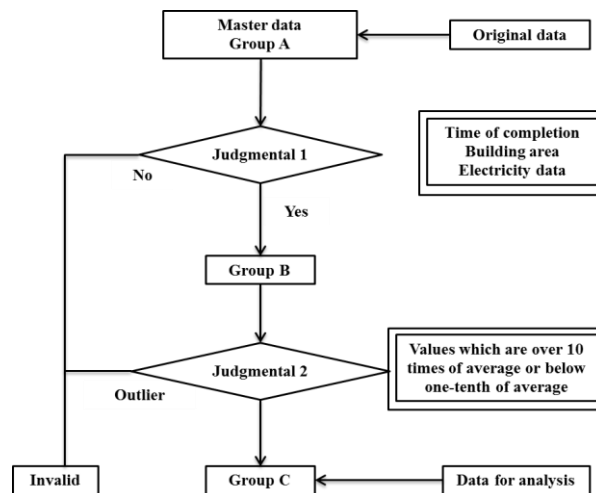 Master data
Group A
Original data
Judgmental 1
Time of completion
Building area
Electricity data
No
Yes
Group B
Judgmental 2
Values which are over 10
times of average or below
one-tenth of average
Outlier
Invalid
Group C
Data for analysis